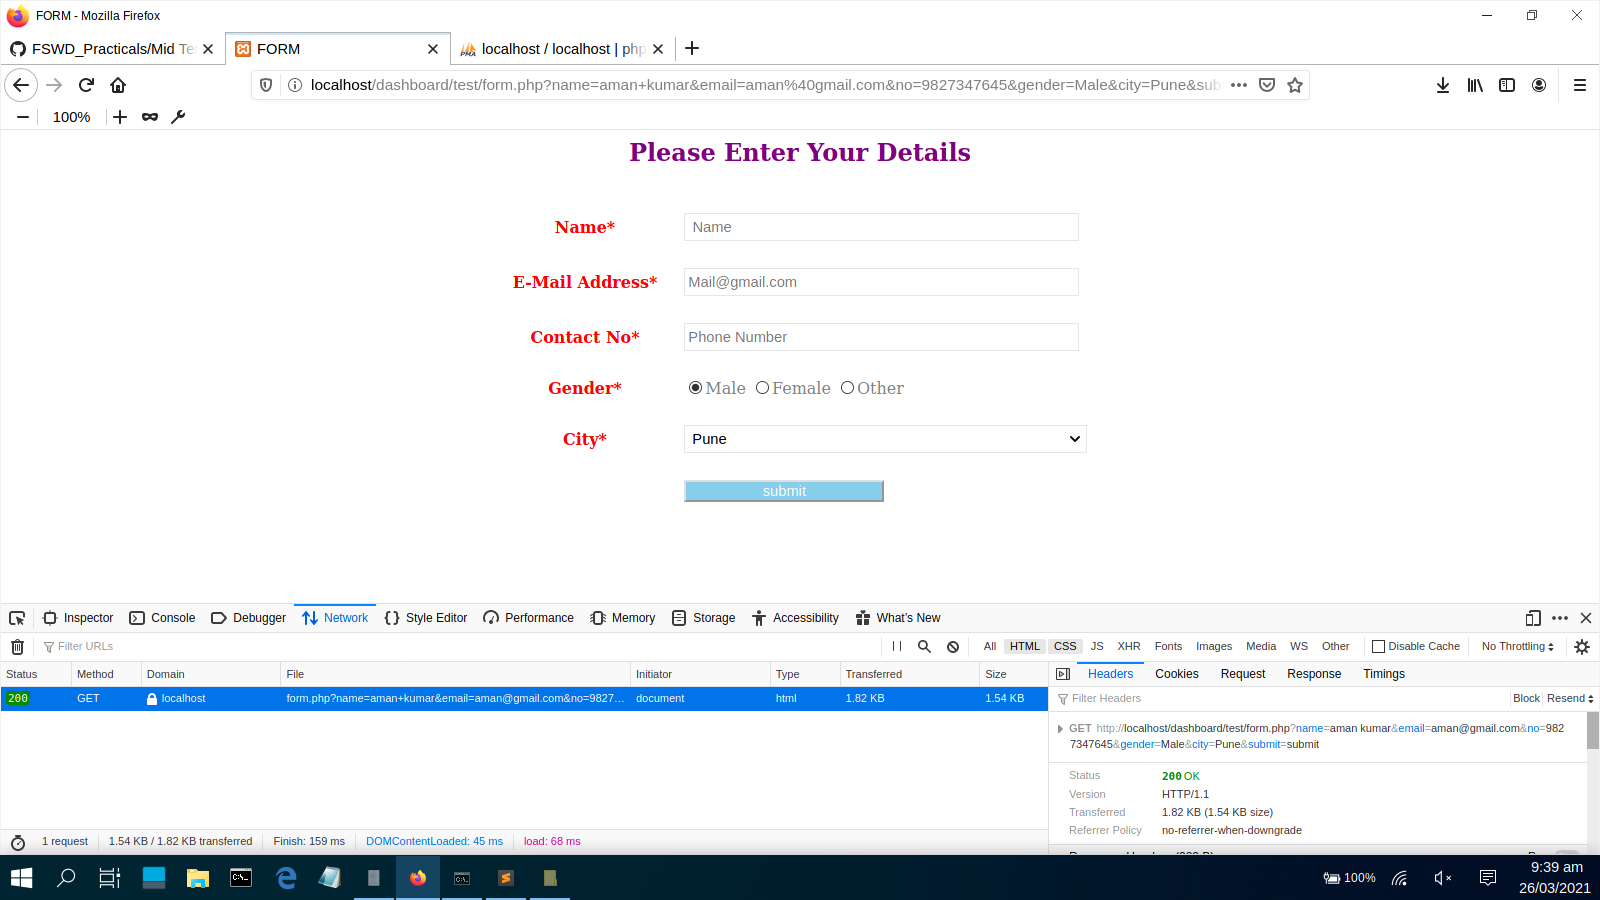 FORM - Mozilla Firefox
FSWD_Practicals/Mid Te
FORM
localhost / localhost | php
localhost/dashboard/test/form.php?name=aman+kumar&email=aman%40gmail.com&no=9827347645&gender=Male&city=Pune&sub
100%
Please Enter Your Details
Name*
Name
E-Mail Address*
Mail@gmail.com
Contact No*
Phone Number
Gender*
Male Female Other
City*
Pune
submit
Inspector Console Debugger Network Style Editor Performance Memory Storage Accessibility What's New
Filter URLs
All HTML CSS JS XHR Fonts Images Media WS Other Disable Cache No Throttling
Status Method Domain File Initiator Type Transferred Size
200 GET localhost form.php?name=aman+kumar&email=aman@gmail.com&no=9827... document html 1.82 KB 1.54 KB
Headers Cookies Request Response Timings
Filter Headers
Block Resend
GET http://localhost/dashboard/test/form.php?name=aman kumar&email=aman@gmail.com&no=982
7347645&gender=Male&city=Pune&submit=submit
Status 200 OK
Version HTTP/1.1
Transferred 1.82 KB (1.54 KB size)
Referrer Policy no-referrer-when-downgrade
1 request 1.54 KB / 1.82 KB transferred Finish: 159 ms DOMContentLoaded: 45 ms load: 68 ms
100%
9:39 am
26/03/2021